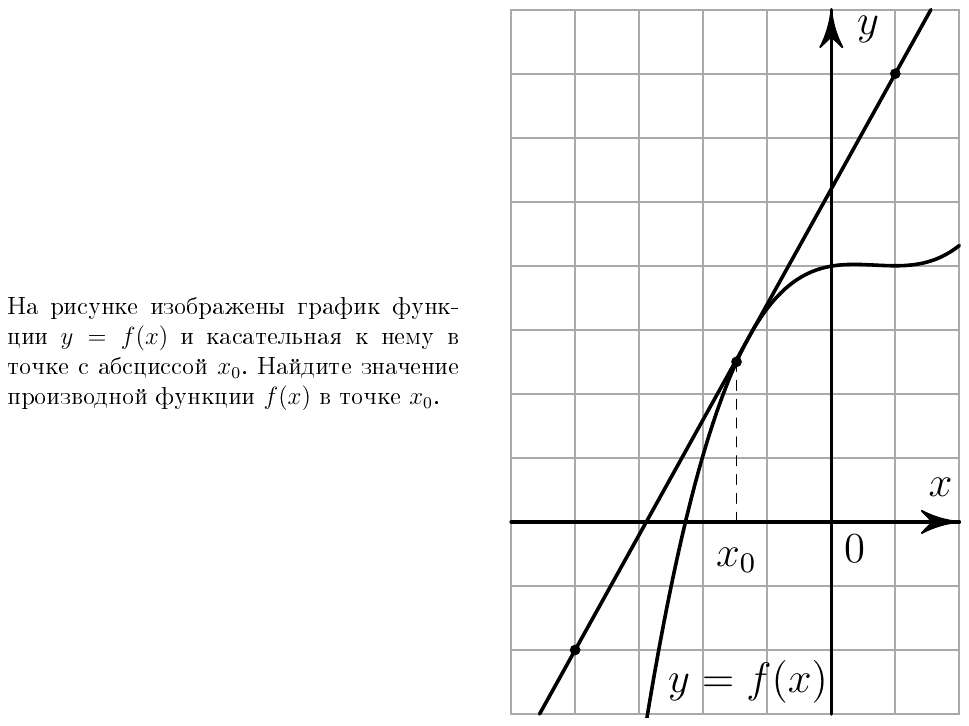 На рисунке изображены график функ-
ции y = f(x) и касательная к нему в
точке с абсциссой x₀. Найдите значение
производной функции f(x) в точке x₀.
y
x
x₀
0
y = f(x)